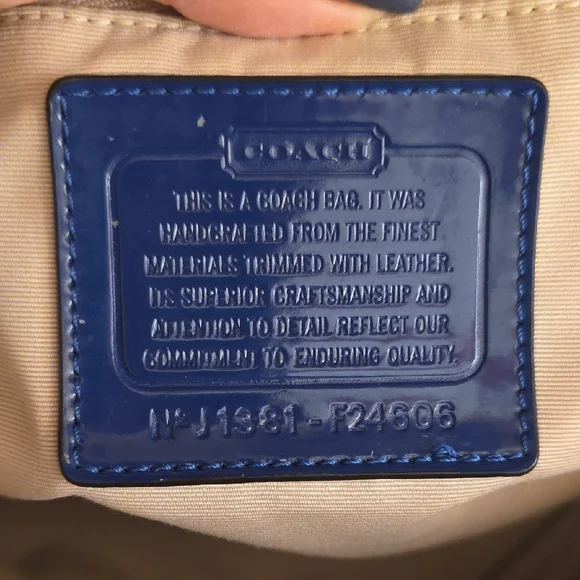 COACH
THIS IS A COACH BAG. IT WAS
HANDCRAFTED FROM THE FINEST
MATERIALS TRIMMED WITH LEATHER.
ITS SUPERIOR CRAFTSMANSHIP AND
ATTENTION TO DETAIL REFLECT OUR
COMMITMENT TO ENDURING QUALITY.
Nº J1381-F24606